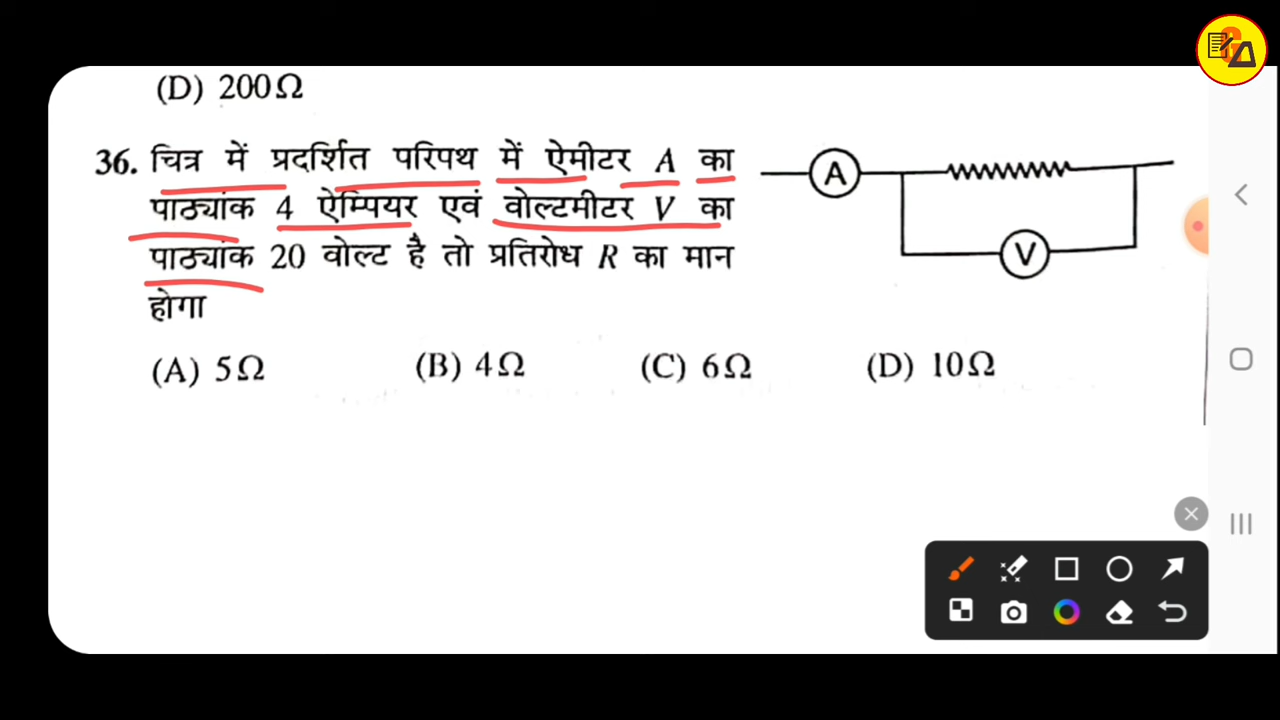 (D) 200Ω
36. चित्र में प्रदर्शित परिपथ में ऐमीटर A का
पाठ्यांक 4 ऐम्पियर एवं वोल्टमीटर V का
पाठ्यांक 20 वोल्ट है तो प्रतिरोध R का मान
होगा
A
V
(A) 5Ω (B) 4Ω (C) 6Ω (D) 10Ω